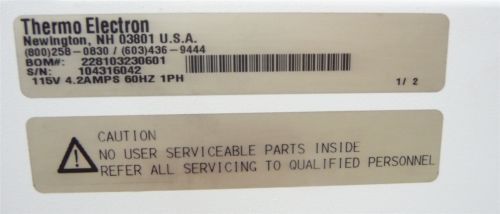 Thermo Electron
Newington, NH 03801 U.S.A.
(800)258-0830 / (603)436-9444
BOM#: 228103230601
S/N: 104316042
115V 4.2AMPS 60HZ 1PH 1/ 2
CAUTION
NO USER SERVICEABLE PARTS INSIDE
REFER ALL SERVICING TO QUALIFIED PERSONNEL